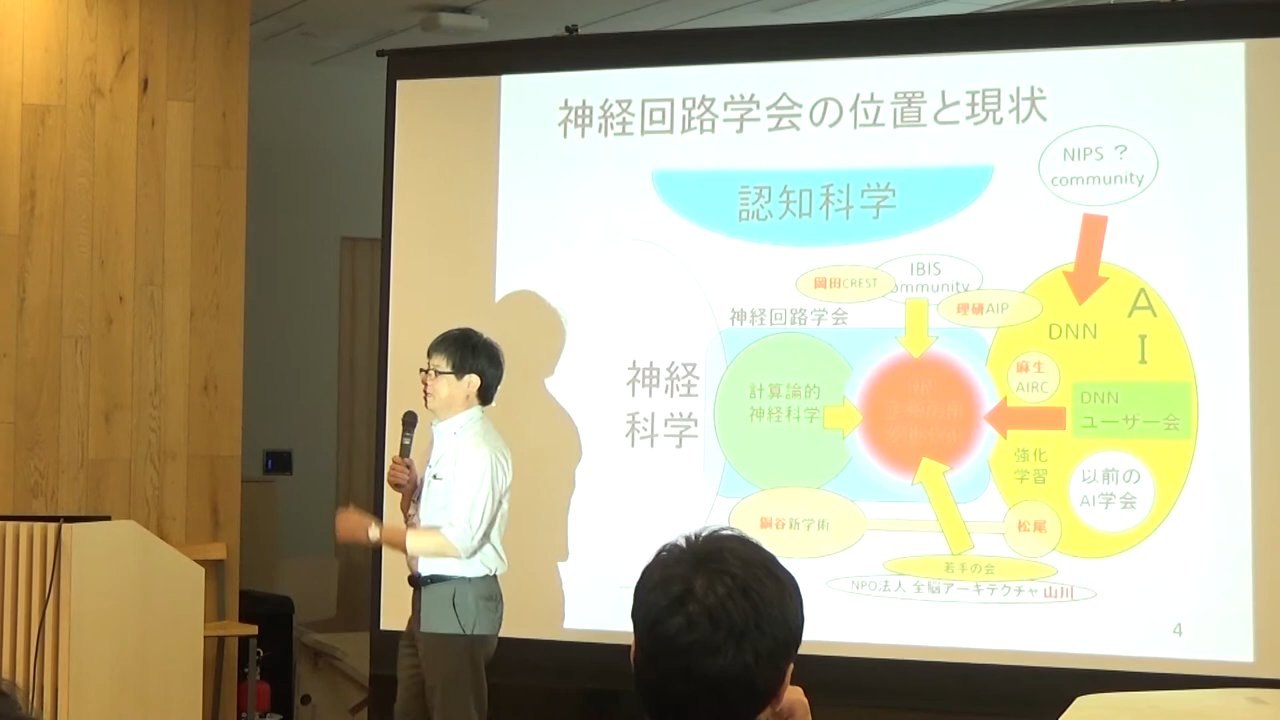 神経回路学会の位置と現状
NIPS ?
community
認知科学
IBIS
ommunity
岡田CREST
理研AIP
神経回路学会
A
I
DNN
麻生
AIRC
神経
科学
計算論的
神経科学
DNN
ユーザー会
強化
学習
以前の
AI学会
銅谷新学術
松尾
若手の会
NPO法人 全脳アーキテクチャ 山川
4